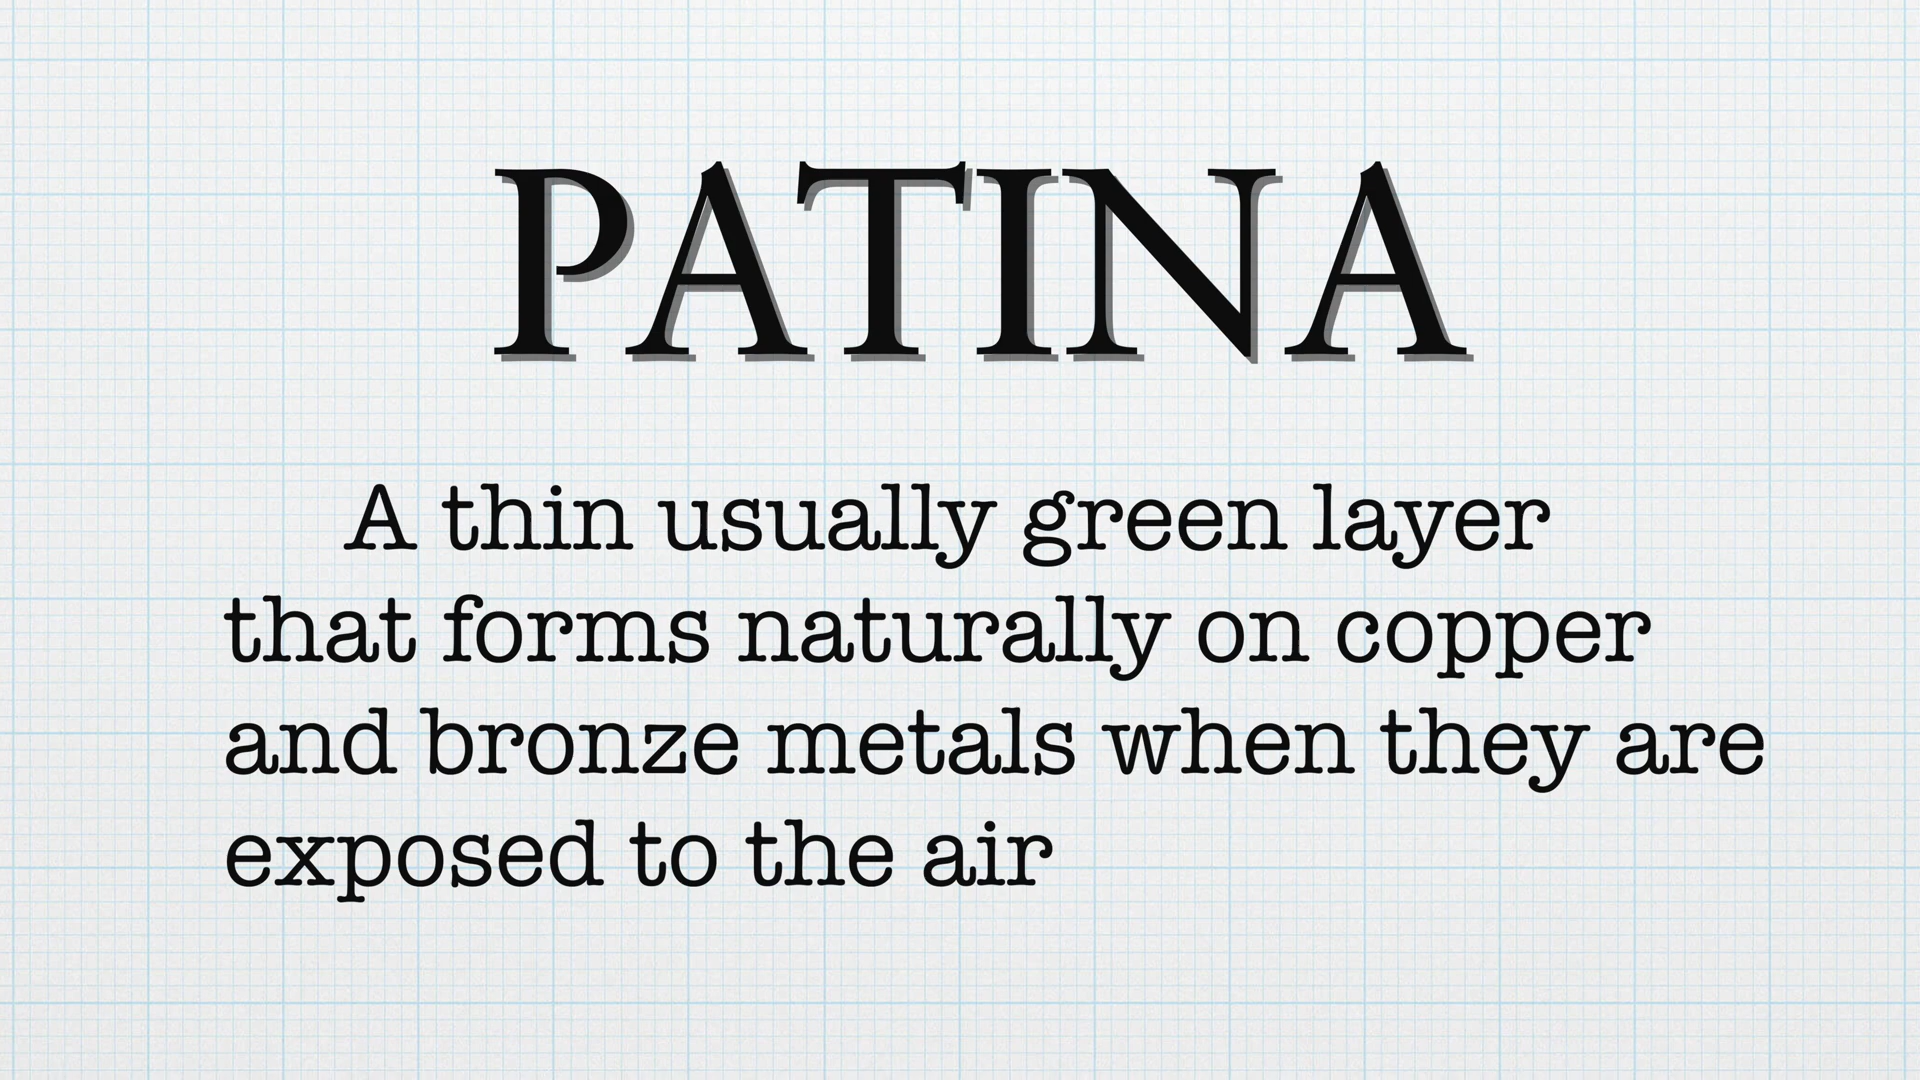 PATINA
A thin usually green layer
that forms naturally on copper
and bronze metals when they are
exposed to the air